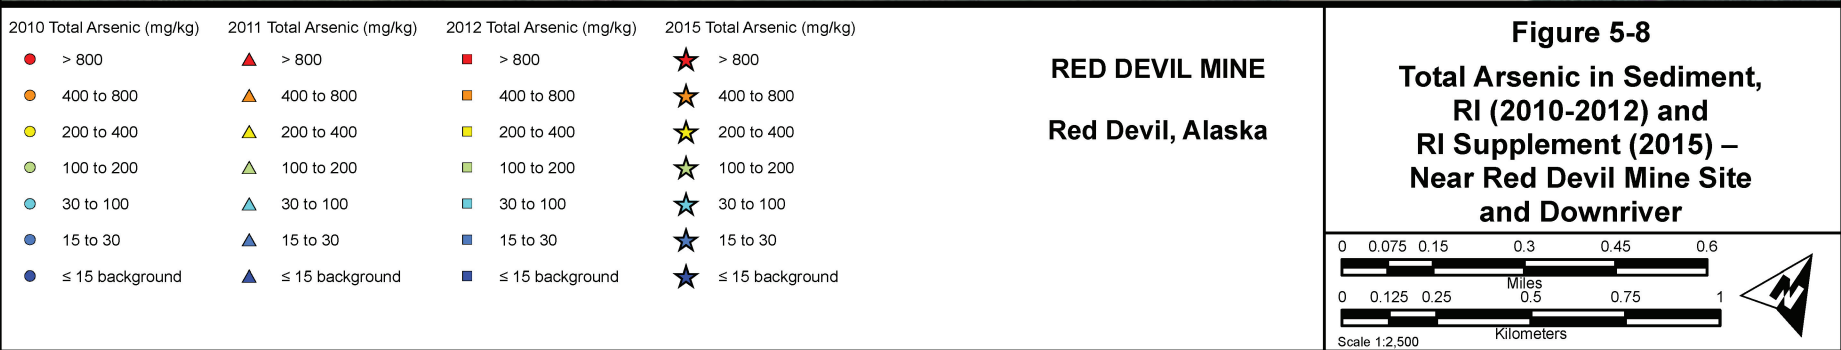 2010 Total Arsenic (mg/kg)
> 800
400 to 800
200 to 400
100 to 200
30 to 100
15 to 30
≤ 15 background
2011 Total Arsenic (mg/kg)
> 800
400 to 800
200 to 400
100 to 200
30 to 100
15 to 30
≤ 15 background
2012 Total Arsenic (mg/kg)
> 800
400 to 800
200 to 400
100 to 200
30 to 100
15 to 30
≤ 15 background
2015 Total Arsenic (mg/kg)
> 800
400 to 800
200 to 400
100 to 200
30 to 100
15 to 30
≤ 15 background
RED DEVIL MINE
Red Devil, Alaska
Figure 5-8
Total Arsenic in Sediment,
RI (2010-2012) and
RI Supplement (2015) –
Near Red Devil Mine Site
and Downriver
0 0.075 0.15 0.3 0.45 0.6
Miles
0 0.125 0.25 0.5 0.75 1
Kilometers
Scale 1:2,500
N